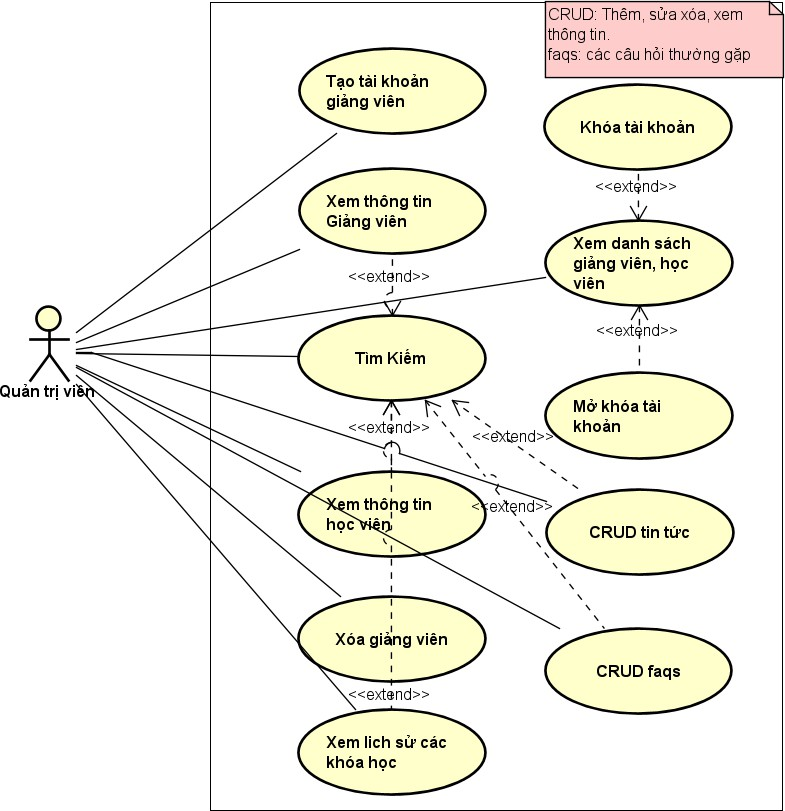 CRUD: Thêm, sửa xóa, xem
thông tin.
faqs: các câu hỏi thường gặp
Tạo tài khoản
giảng viên
Khóa tài khoản
<<extend>>
Xem thông tin
Giảng viên
Xem danh sách
giảng viên, học
viên
<<extend>>
<<extend>>
Tìm Kiếm
Quản trị viên
Mở khóa tài
khoản
<<extend>>
<<extend>>
Xem thông tin
học viên
<<extend>>
CRUD tin tức
Xóa giảng viên
CRUD faqs
<<extend>>
Xem lich sử các
khóa học